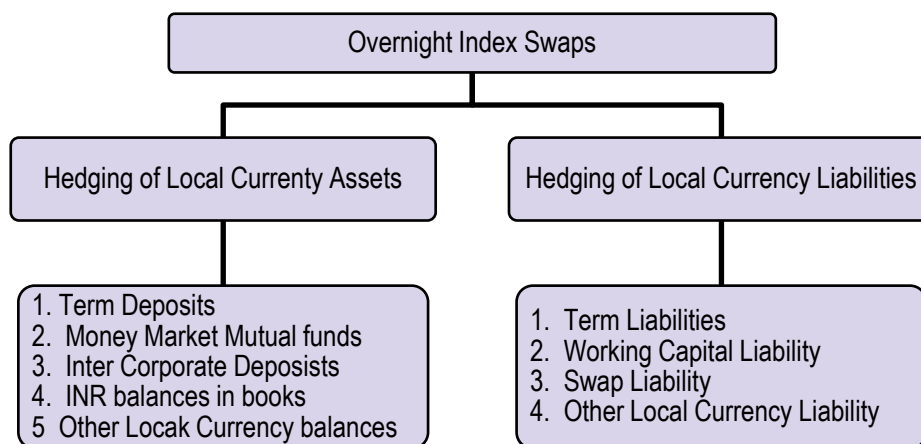 Overnight Index Swaps
Hedging of Local Currenty Assets
Hedging of Local Currency Liabilities
1. Term Deposits
2. Money Market Mutual funds
3. Inter Corporate Deposists
4. INR balances in books
5 Other Locak Currency balances
1. Term Liabilities
2. Working Capital Liability
3. Swap Liability
4. Other Local Currency Liability